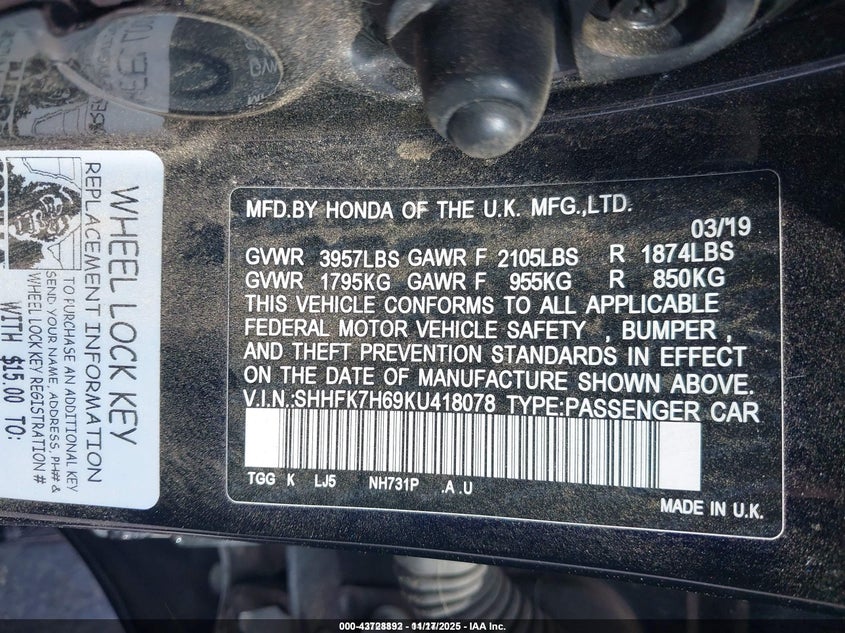 MFD.BY HONDA OF THE U.K. MFG.,LTD.
03/'19
GVWR 3957LBS GAWR F 2105LBS R 1874LBS
GVWR 1795KG GAWR F 955KG R 850KG
THIS VEHICLE CONFORMS TO ALL APPLICABLE
FEDERAL MOTOR VEHICLE SAFETY , BUMPER ,
AND THEFT PREVENTION STANDARDS IN EFFECT
ON THE DATE OF MANUFACTURE SHOWN ABOVE.
V.I.N.:SHHFK7H69KU418078 TYPE:PASSENGER CAR
TGG K LJ5 NH731P .A .U
MADE IN U.K.
WHEEL LOCK KEY
REPLACEMENT INFORMATION
TO PURCHASE AN ADDITIONAL KEY
SEND YOUR NAME, ADDRESS, PH# &
WHEEL LOCK KEY REGISTRATION #
WITH $15.00 TO:
- IAA Inc.